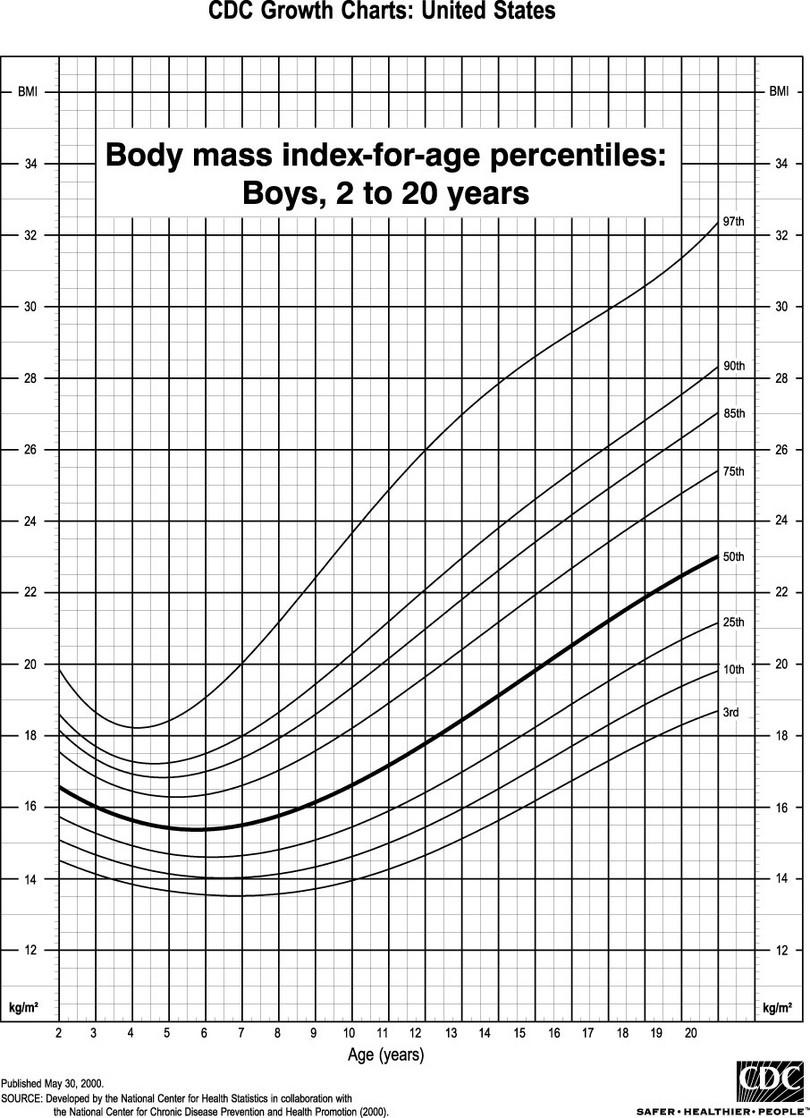 CDC Growth Charts: United States
BMI BMI
Body mass index-for-age percentiles:
Boys, 2 to 20 years
34 34
97th
32 32
30 30
90th
28 28
85th
26 26
75th
24 24
50th
22 22
25th
20 20
10th
3rd
18 18
16 16
14 14
12 12
kg/m² kg/m²
2 3 4 5 6 7 8 9 10 11 12 13 14 15 16 17 18 19 20
Age (years)
Published May 30, 2000.
SOURCE: Developed by the National Center for Health Statistics in collaboration with
the National Center for Chronic Disease Prevention and Health Promotion (2000).
CDC
SAFER • HEALTHIER • PEOPLE™